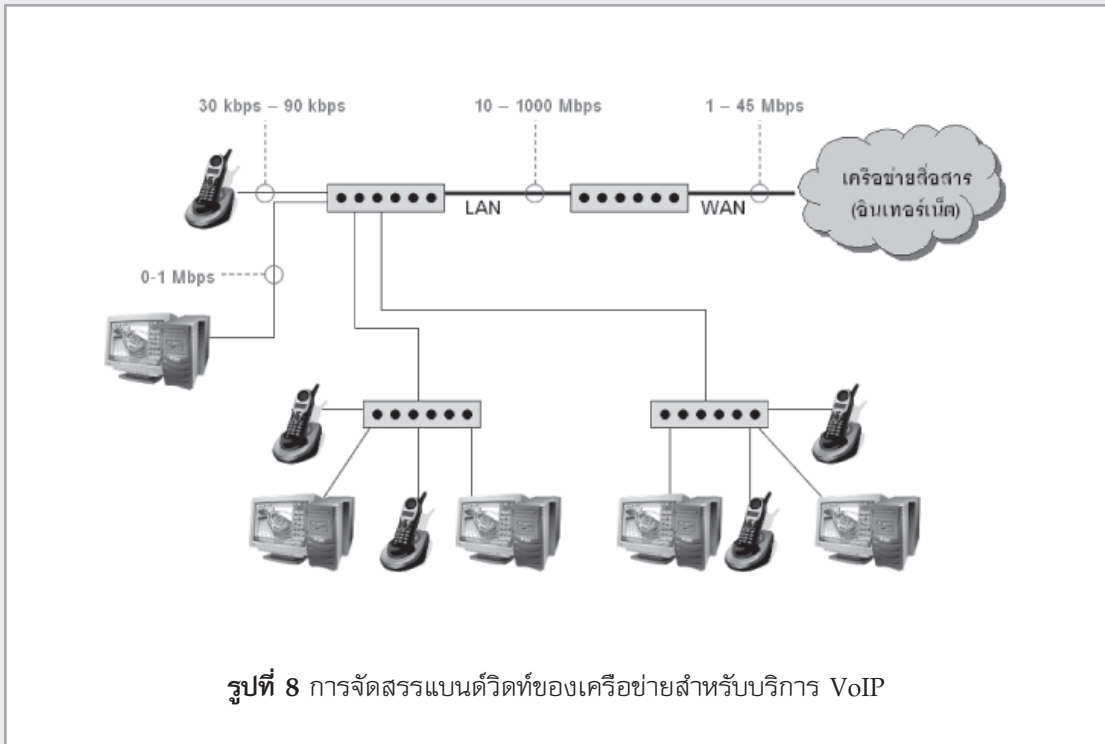 30 kbps – 90 kbps
10 – 1000 Mbps
1 – 45 Mbps
เครือข่ายสื่อสาร
(อินเทอร์เน็ต)
LAN
WAN
0-1 Mbps
รูปที่ 8 การจัดสรรแบนด์วิดท์ของเครือข่ายสำหรับบริการ VoIP